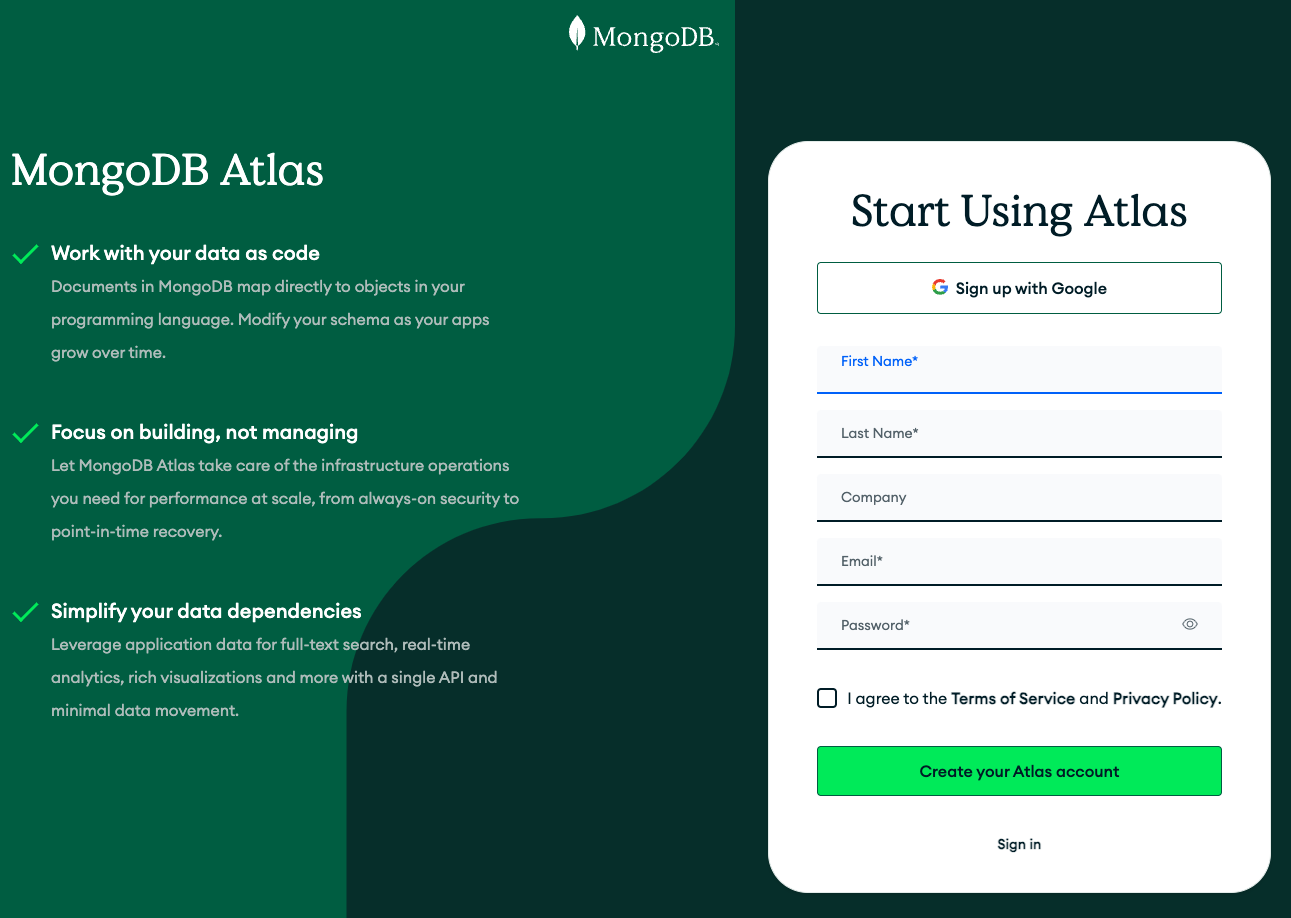 MongoDB
MongoDB Atlas
Work with your data as code
Documents in MongoDB map directly to objects in your
programming language. Modify your schema as your apps
grow over time.
Focus on building, not managing
Let MongoDB Atlas take care of the infrastructure operations
you need for performance at scale, from always-on security to
point-in-time recovery.
Simplify your data dependencies
Leverage application data for full-text search, real-time
analytics, rich visualizations and more with a single API and
minimal data movement.
Start Using Atlas
Sign up with Google
First Name*
Last Name*
Company
Email*
Password*
I agree to the Terms of Service and Privacy Policy.
Create your Atlas account
Sign in